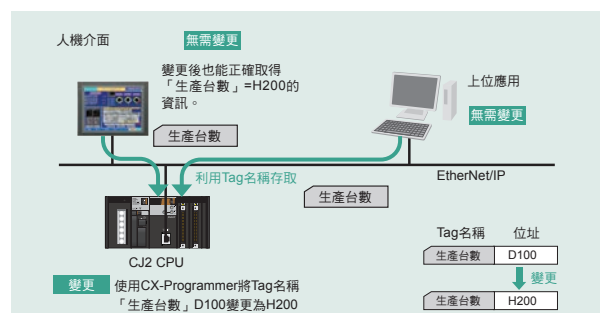 人機介面
無需變更
變更後也能正確取得
「生產台數」=H200的
資訊。
生產台數
上位應用
無需變更
利用Tag名稱存取
EtherNet/IP
生產台數
CJ2 CPU
變更
使用CX-Programmer將Tag名稱
「生產台數」D100變更為H200
Tag名稱 位址
生產台數 D100
變更
生產台數 H200